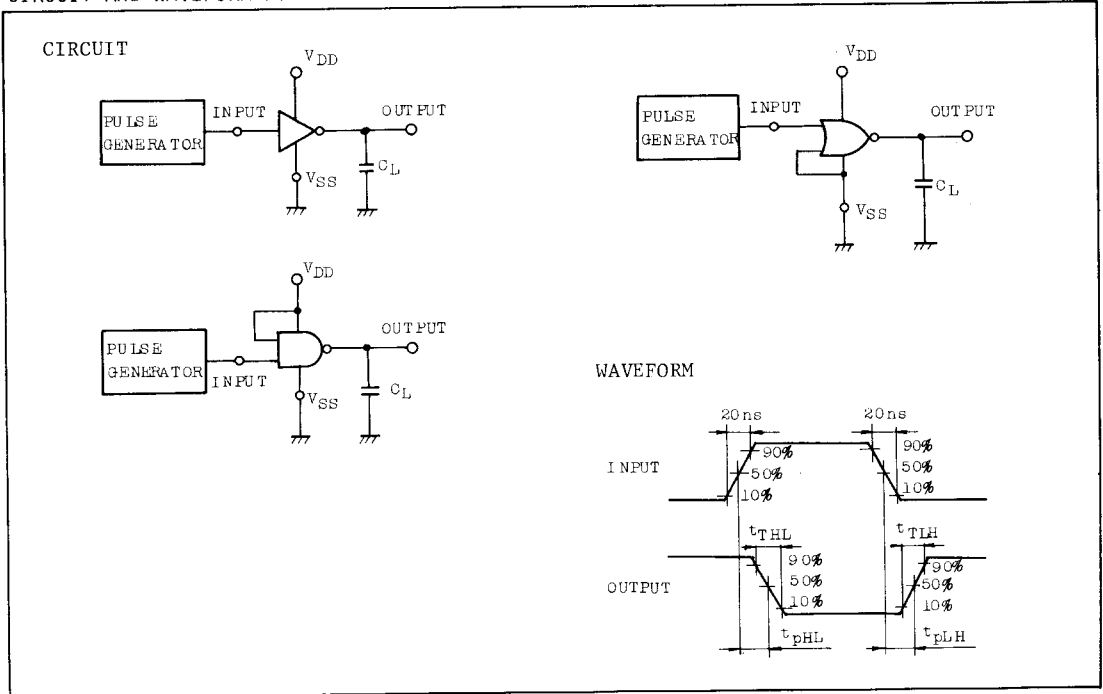 CIRCUIT
VDD
INPUT
OUTPUT
PULSE
GENERATOR
CL
VSS
VDD
INPUT
OUTPUT
PULSE
GENERATOR
CL
VSS
VDD
OUTPUT
PULSE
GENERATOR
INPUT
CL
VSS
WAVEFORM
20ns
20ns
INPUT
90%
50%
10%
90%
50%
10%
tTHL
tTLH
OUTPUT
90%
50%
10%
90%
50%
10%
tpHL
tpLH